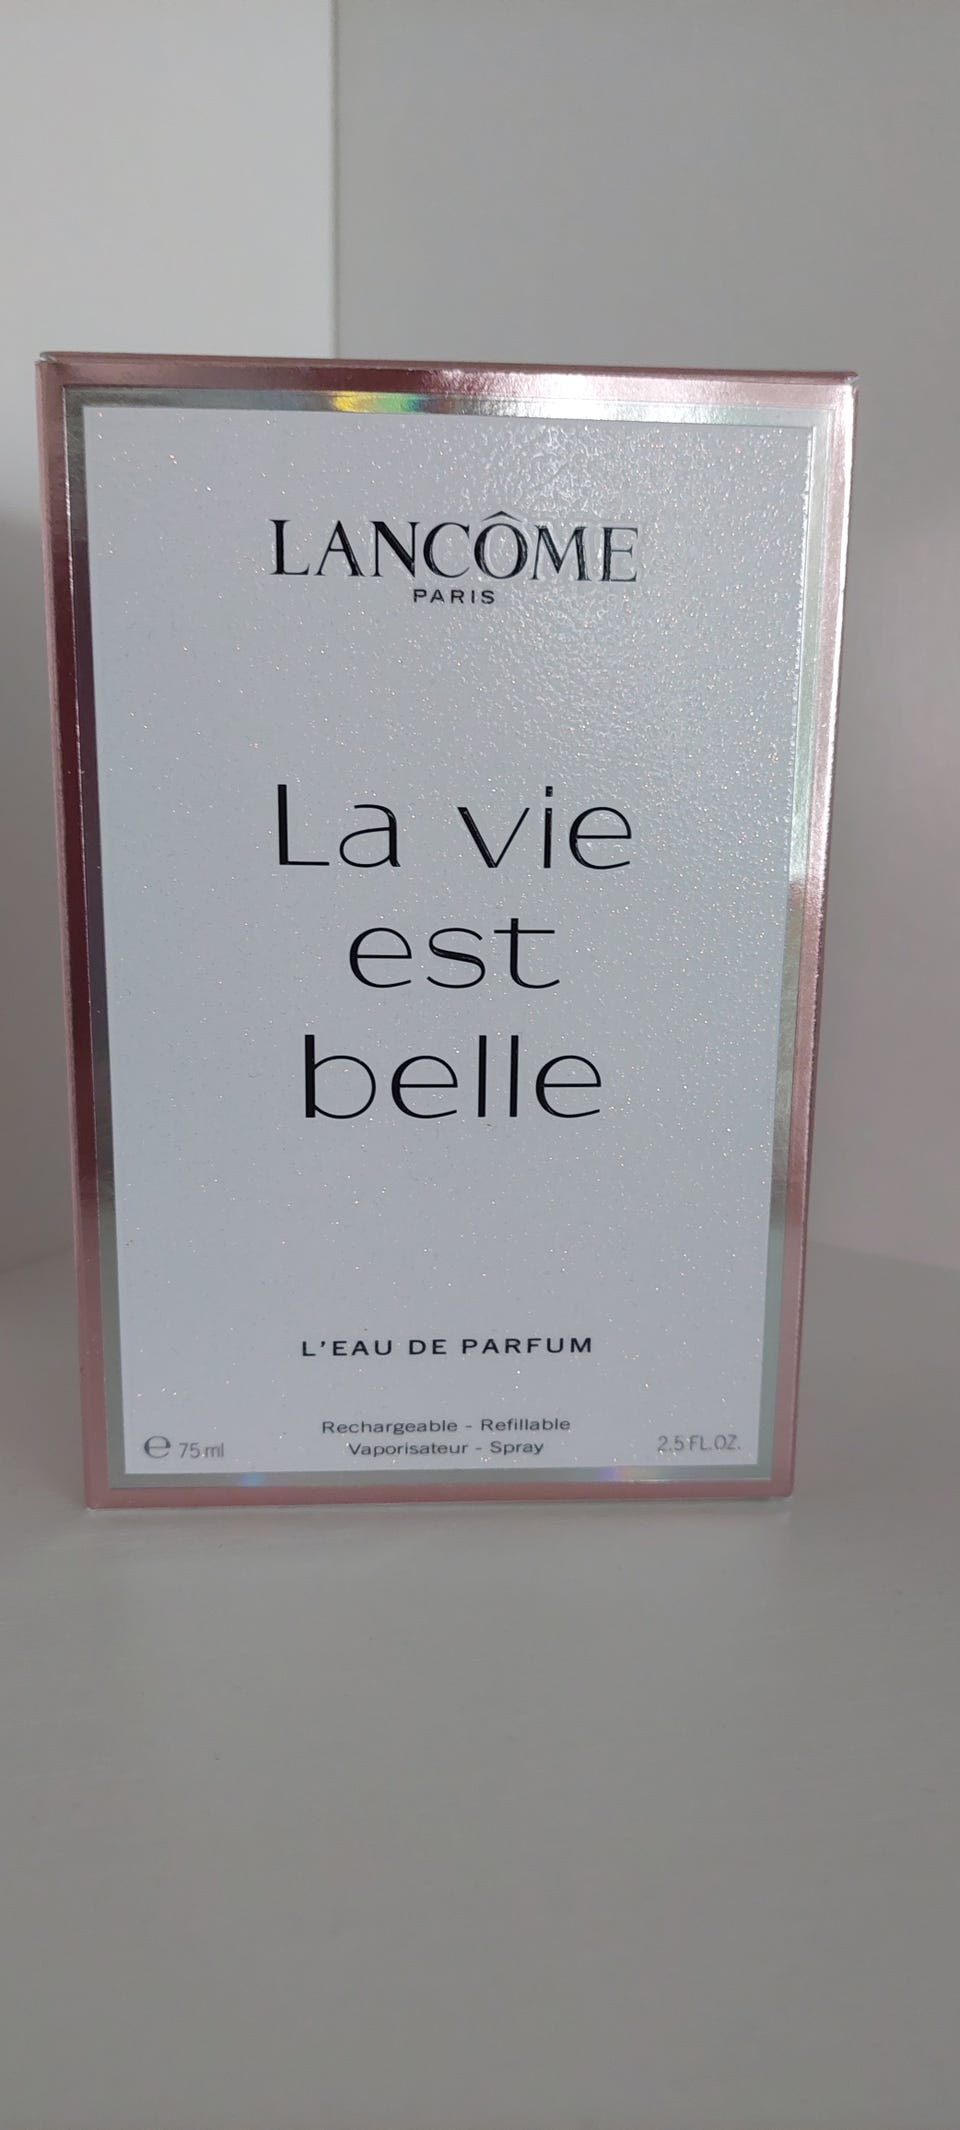 LANCÔME
PARIS
La vie
est
belle
L'EAU DE PARFUM
Rechargeable - Refillable
℮ 75 ml Vaporisateur - Spray 2.5 FL.OZ.